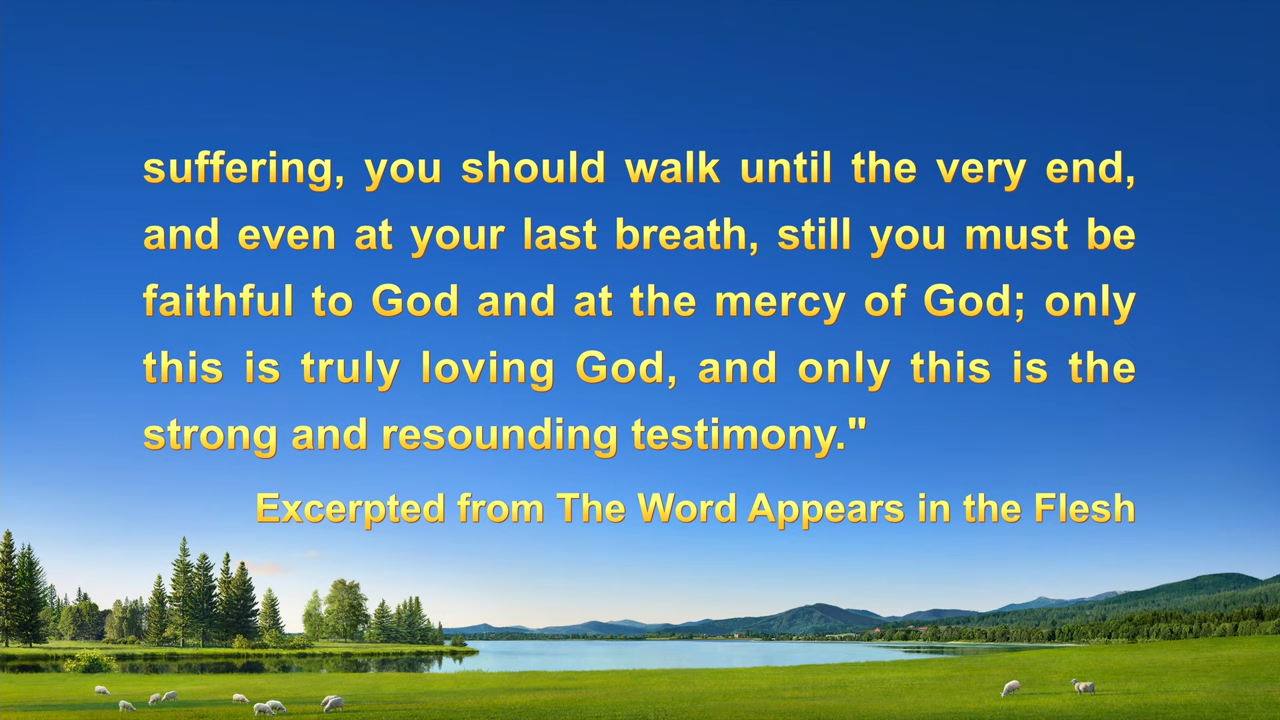 suffering, you should walk until the very end,
and even at your last breath, still you must be
faithful to God and at the mercy of God; only
this is truly loving God, and only this is the
strong and resounding testimony."
Excerpted from The Word Appears in the Flesh